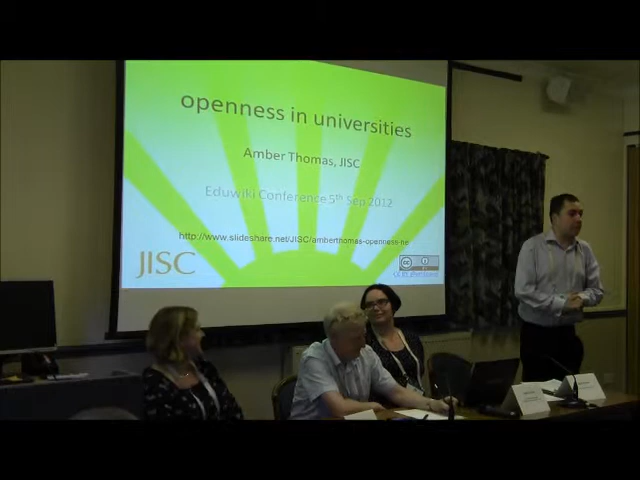 openness in universities
Amber Thomas, JISC
Eduwiki Conference 5th Sep 2012
http://www.slideshare.net/JISC/amberthomas-openness-he
JISC
cc